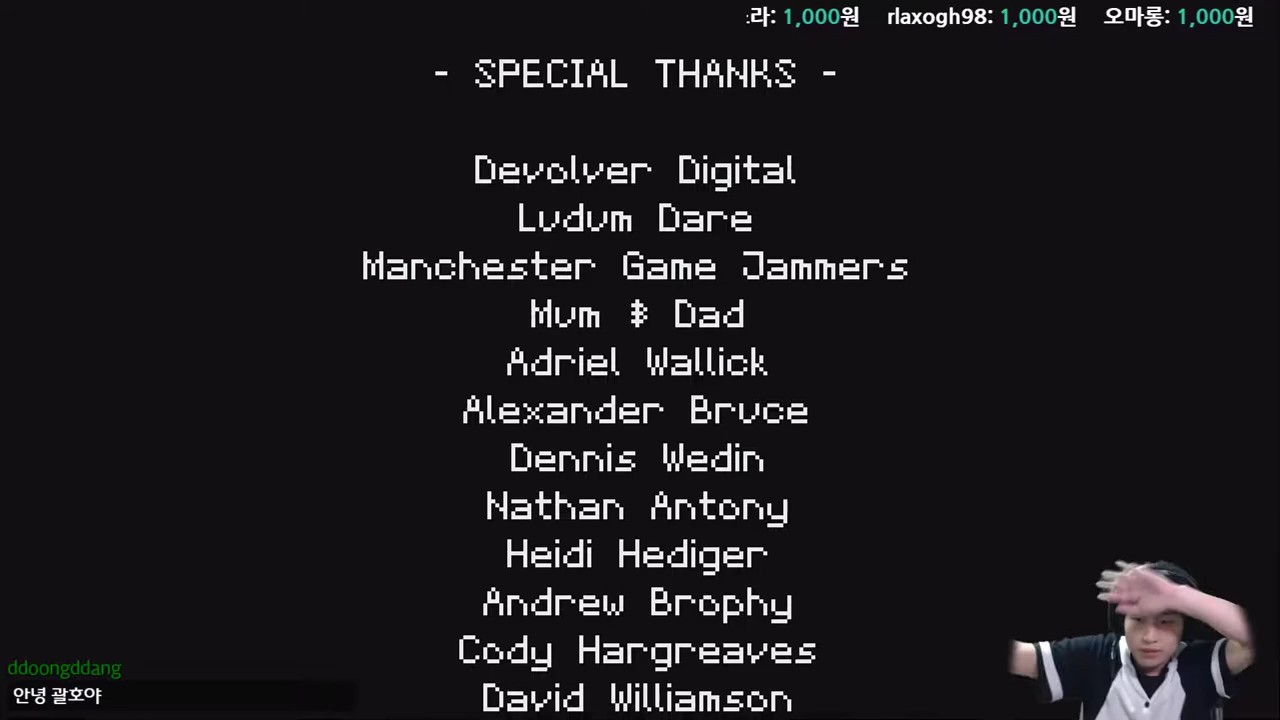 :라: 1,000원 rlaxogh98: 1,000원 오마롱: 1,000원
- SPECIAL THANKS -
Devolver Digital
Ludum Dare
Manchester Game Jammers
Mum & Dad
Adriel Wallick
Alexander Bruce
Dennis Wedin
Nathan Antony
Heidi Hediger
Andrew Brophy
Cody Hargreaves
David Williamson
ddoongddang
안녕 괄호야